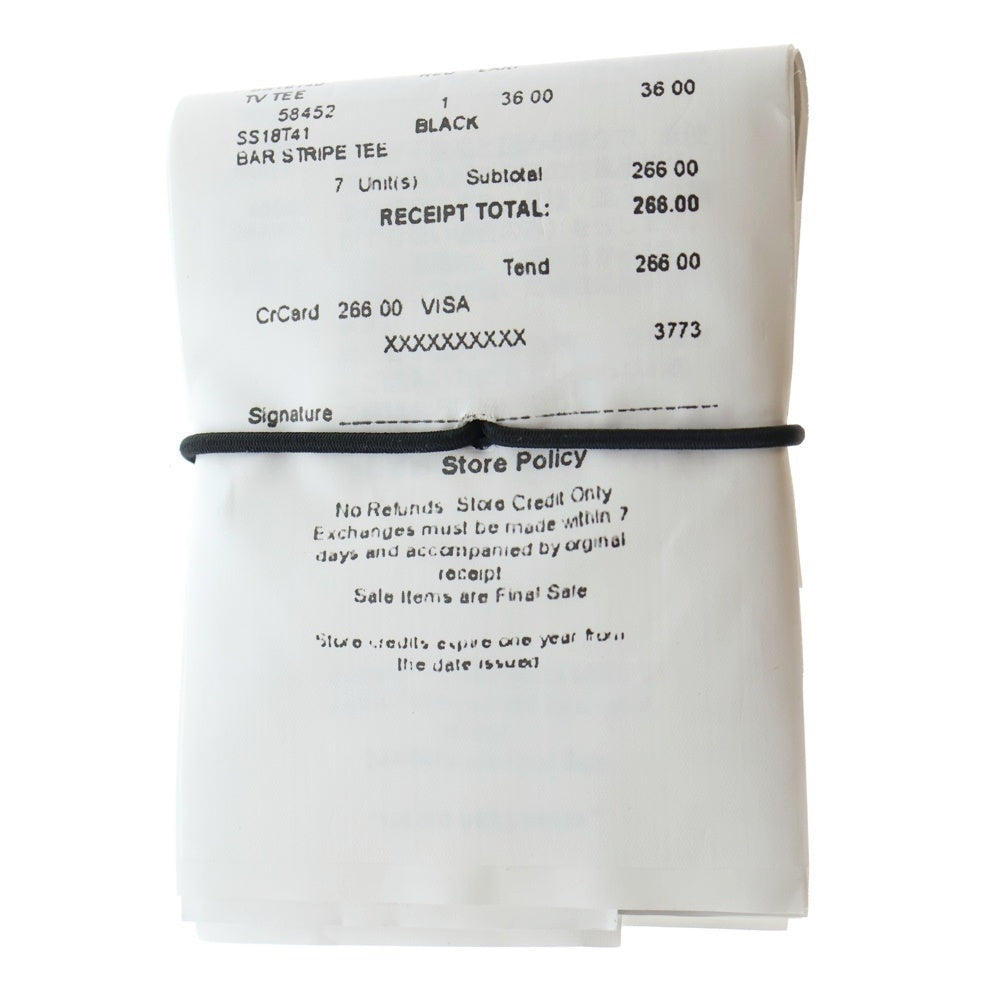 TV TEE
58452 1 36 00 36 00
SS18T41 BLACK
BAR STRIPE TEE
7 Unit(s) Subtotal 266 00
RECEIPT TOTAL: 266.00
Tend 266 00
CrCard 266 00 VISA
XXXXXXXXXX 3773
Signature
Store Policy
No Refunds Store Credit Only
Exchanges must be made within 7
days and accompanied by orginal
receipt
Sale Items are Final Sale
Store credits expire one year from
the date issued